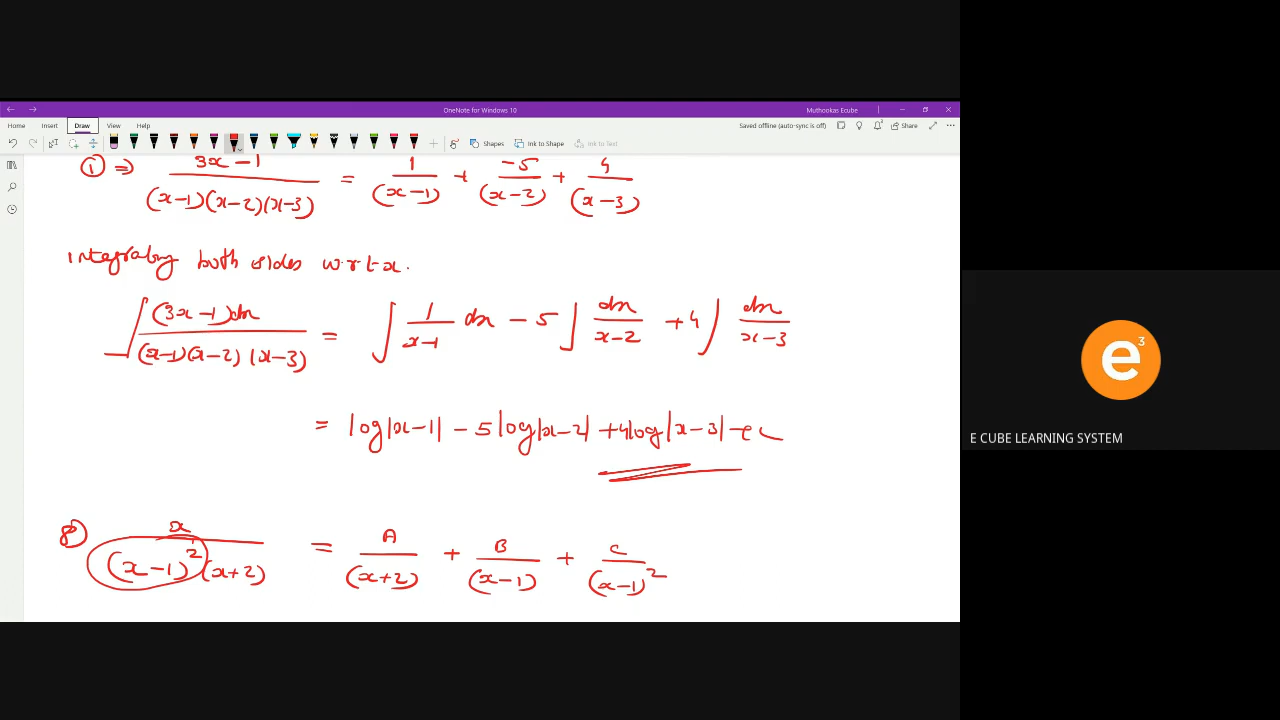 OneNote for Windows 10
Muthookas Ecube
Home Insert Draw View Help
Saved offline (auto-sync is off)
Share
Shapes Ink to Shape Ink to Text
① ⇒ 3x-1/(x-1)(x-2)(x-3) = 1/(x-1) + -5/(x-2) + 4/(x-3)
Integrating both sides w.r.t x.
∫(3x-1)dx/(x-1)(x-2)(x-3) = ∫1/x-1 dx - 5∫dx/x-2 + 4∫dx/x-3
= log|x-1| - 5 log|x-2| + 4log|x-3| + c
8) x/(x-1)²(x+2) = A/(x+2) + B/(x-1) + C/(x-1)²
e³
E CUBE LEARNING SYSTEM